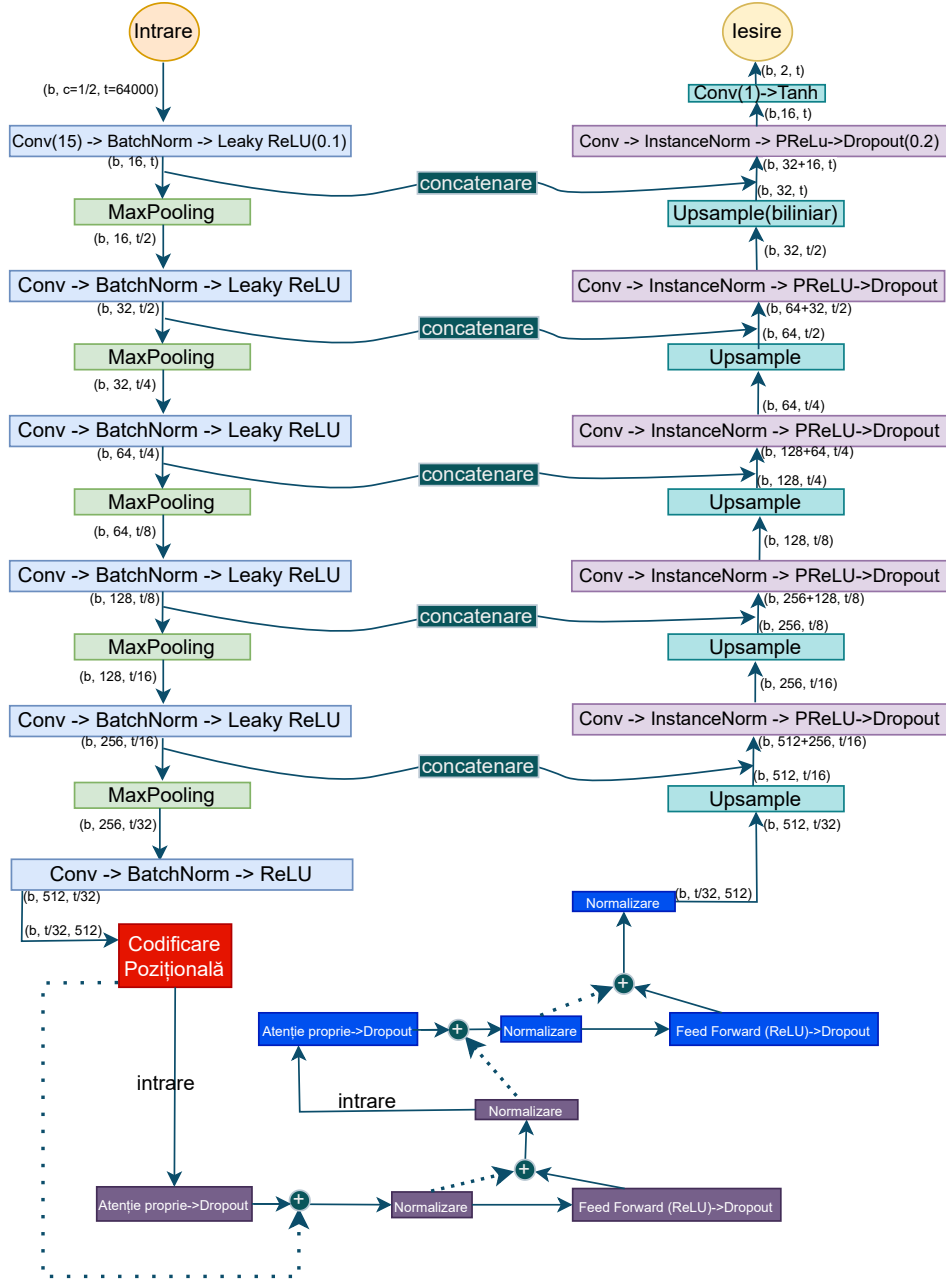 Intrare
(b, c=1/2, t=64000)
Conv(15) -> BatchNorm -> Leaky ReLU(0.1)
(b, 16, t)
MaxPooling
(b, 16, t/2)
Conv -> BatchNorm -> Leaky ReLU
(b, 32, t/2)
MaxPooling
(b, 32, t/4)
Conv -> BatchNorm -> Leaky ReLU
(b, 64, t/4)
MaxPooling
(b, 64, t/8)
Conv -> BatchNorm -> Leaky ReLU
(b, 128, t/8)
MaxPooling
(b, 128, t/16)
Conv -> BatchNorm -> Leaky ReLU
(b, 256, t/16)
MaxPooling
(b, 256, t/32)
Conv -> BatchNorm -> ReLU
(b, 512, t/32)
(b, t/32, 512)
Codificare
Pozițională
intrare
Atenție proprie->Dropout
+
Normalizare
Feed Forward (ReLU)->Dropout
+
Normalizare
intrare
Atenție proprie->Dropout
+
Normalizare
Feed Forward (ReLU)->Dropout
+
Normalizare
(b, t/32, 512)
(b, 512, t/32)
Upsample
(b, 512, t/16)
concatenare
(b, 512+256, t/16)
Conv -> InstanceNorm -> PReLU->Dropout
(b, 256, t/16)
Upsample
(b, 256, t/8)
concatenare
(b, 256+128, t/8)
Conv -> InstanceNorm -> PReLU->Dropout
(b, 128, t/8)
Upsample
(b, 128, t/4)
concatenare
(b, 128+64, t/4)
Conv -> InstanceNorm -> PReLU->Dropout
(b, 64, t/4)
Upsample
(b, 64, t/2)
concatenare
(b, 64+32, t/2)
Conv -> InstanceNorm -> PReLU->Dropout
(b, 32, t/2)
Upsample(biliniar)
(b, 32, t)
concatenare
(b, 32+16, t)
Conv -> InstanceNorm -> PReLu->Dropout(0.2)
(b,16, t)
Conv(1)->Tanh
(b, 2, t)
Iesire